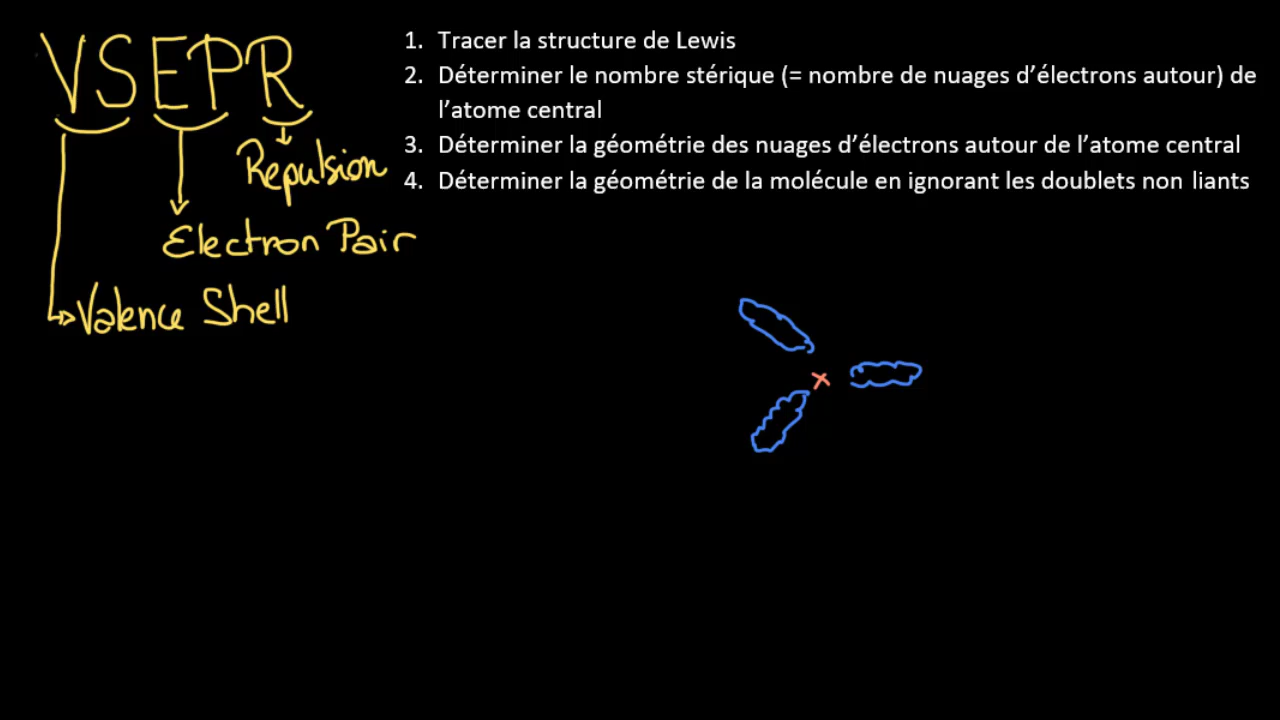 VSEPR
Repulsion
Electron Pair
Valence Shell
1. Tracer la structure de Lewis
2. Déterminer le nombre stérique (= nombre de nuages d’électrons autour) de
l’atome central
3. Déterminer la géométrie des nuages d’électrons autour de l’atome central
4. Déterminer la géométrie de la molécule en ignorant les doublets non liants